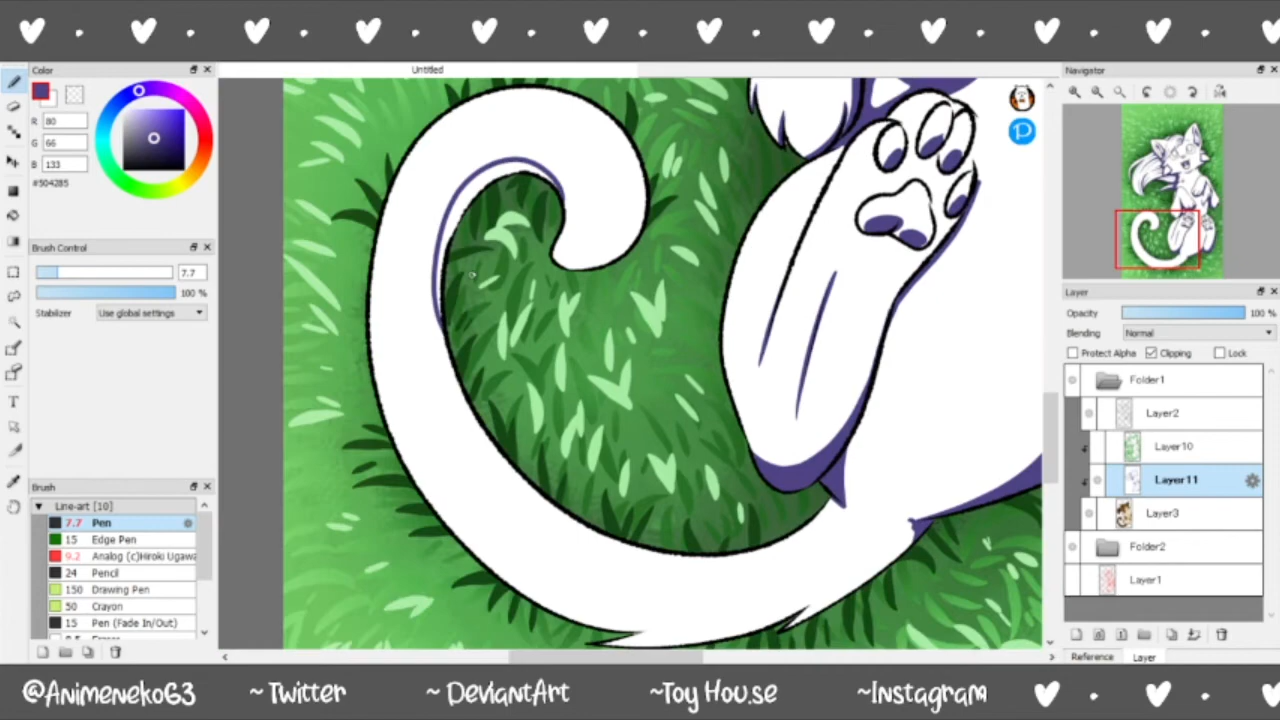 Color
R 80
G 66
B 133
#504285
Brush Control
7.7
100 %
Stabilizer Use global settings
Brush
Line-art [10]
7.7 Pen
15 Edge Pen
9.2 Analog (c)Hiroki Ugawa
24 Pencil
150 Drawing Pen
50 Crayon
15 Pen (Fade In/Out)
Untitled
Navigator
Layer
Opacity 100 %
Blending Normal
Protect Alpha Clipping Lock
Folder1
Layer2
Layer10
Layer11
Layer3
Folder2
Layer1
Reference Layer
@Animeneko63 ~Twitter ~DeviantArt ~Toy Hou.se ~Instagram